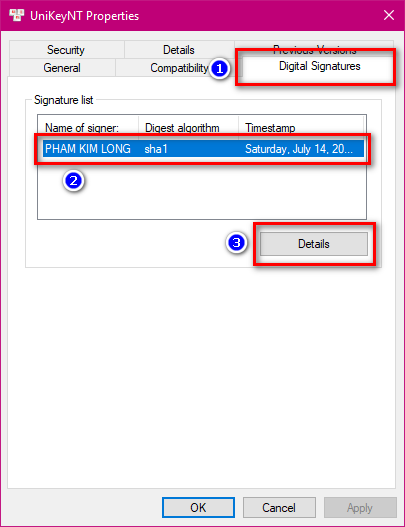 UniKeyNT Properties
Security Details Previous Versions
General Compatibility 1 Digital Signatures
Signature list
Name of signer: Digest algorithm Timestamp
PHAM KIM LONG sha1 Saturday, July 14, 20...
2
3 Details
OK Cancel Apply